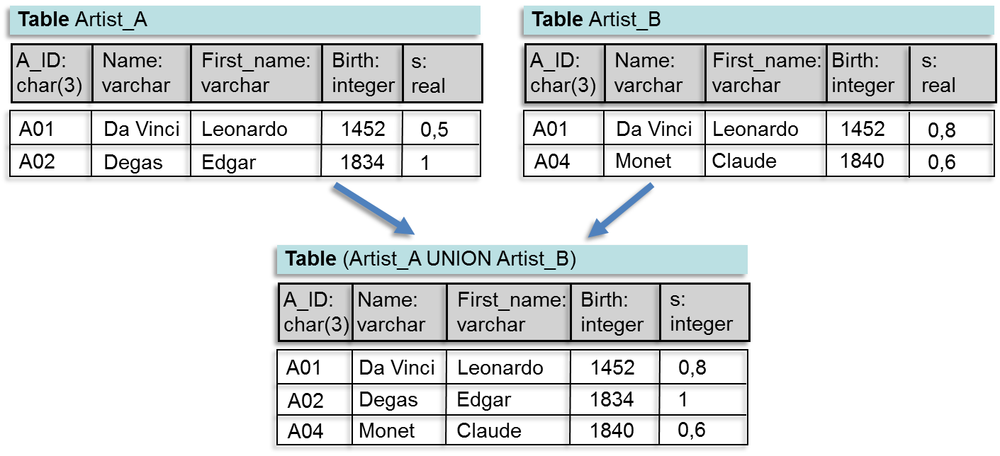 Table Artist_A
A_ID: Name: First_name: Birth: s:
char(3) varchar varchar integer real
A01 Da Vinci Leonardo 1452 0,5
A02 Degas Edgar 1834 1
Table Artist_B
A_ID: Name: First_name: Birth: s:
char(3) varchar varchar integer real
A01 Da Vinci Leonardo 1452 0,8
A04 Monet Claude 1840 0,6
Table (Artist_A UNION Artist_B)
A_ID: Name: First_name: Birth: s:
char(3) varchar varchar integer integer
A01 Da Vinci Leonardo 1452 0,8
A02 Degas Edgar 1834 1
A04 Monet Claude 1840 0,6